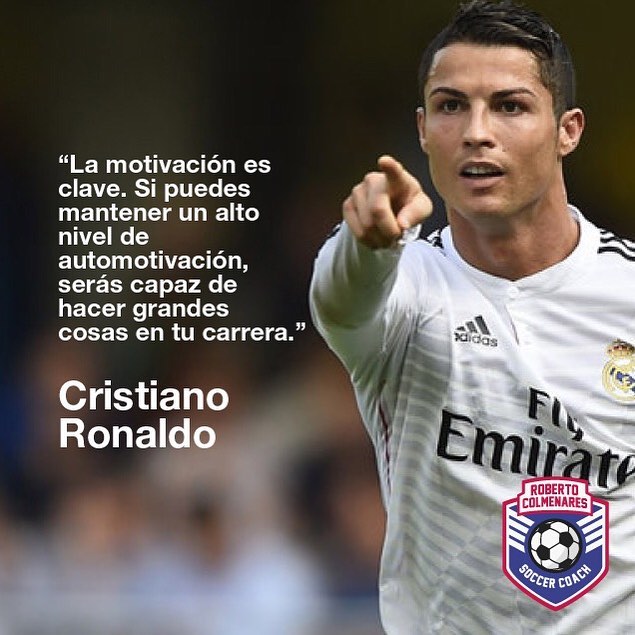 “La motivación es
clave. Si puedes
mantener un alto
nivel de
automotivación,
serás capaz de
hacer grandes
cosas en tu carrera.”
Cristiano
Ronaldo
adidas
Fly
Emirates
ROBERTO
COLMENARES
SOCCER COACH